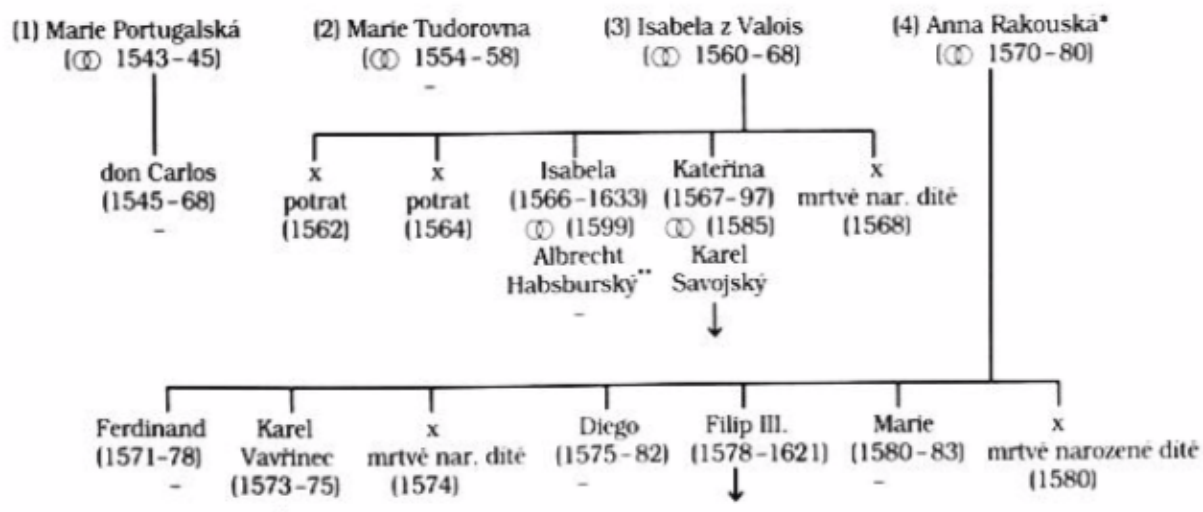 (1) Marie Portugalská (2) Marie Tudorovna (3) Isabela z Valois (4) Anna Rakouská*
(⚭ 1543–45) (⚭ 1554–58) (⚭ 1560–68) (⚭ 1570–80)
–
don Carlos x x Isabela Kateřina x
(1545–68) potrat potrat (1566–1633) (1567–97) mrtvě nar. dítě
– (1562) (1564) ⚭ (1599) ⚭ (1585) (1568)
Albrecht Karel
Habsburský** Savojský
–
Ferdinand Karel x Diego Filip III. Marie x
(1571–78) Vavřinec mrtvě nar. dítě (1575–82) (1578–1621) (1580–83) mrtvě narozené dítě
– (1573–75) (1574) – – (1580)